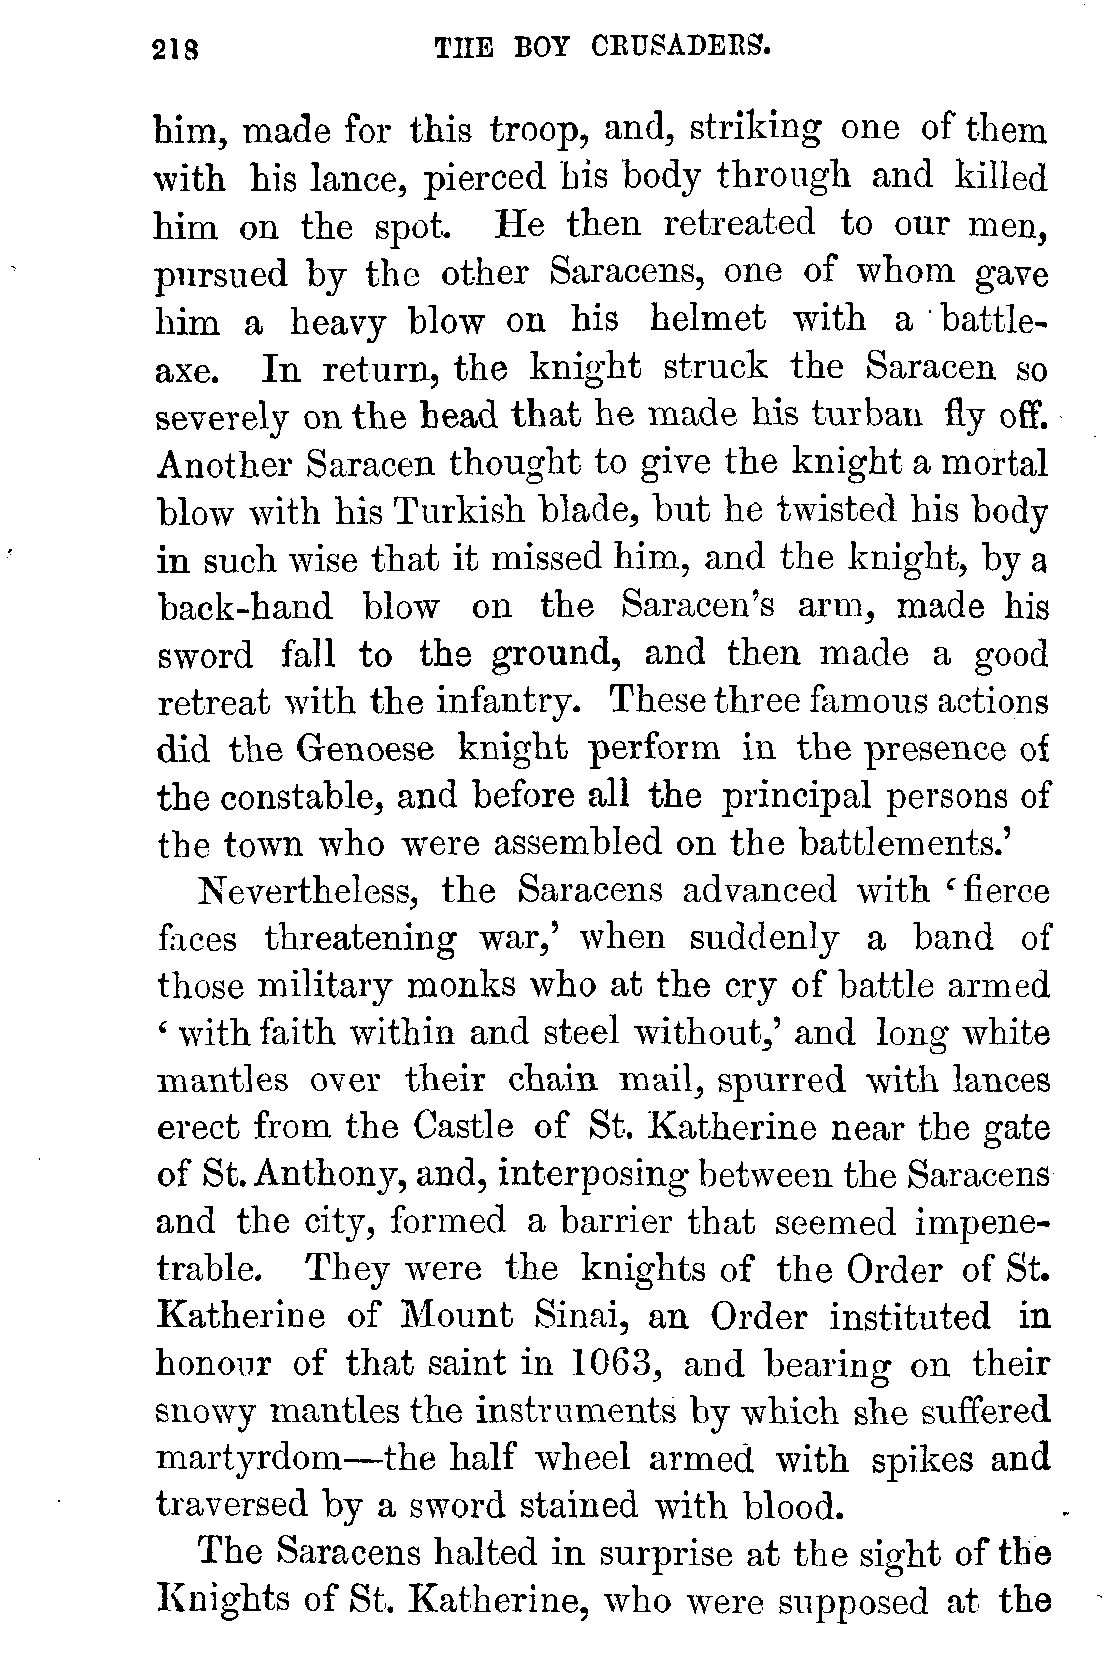 218 THE BOY CRUSADERS.
him, made for this troop, and, striking one of them
with his lance, pierced his body through and killed
him on the spot. He then retreated to our men,
pursued by the other Saracens, one of whom gave
him a heavy blow on his helmet with a battle-
axe. In return, the knight struck the Saracen so
severely on the head that he made his turban fly off.
Another Saracen thought to give the knight a mortal
blow with his Turkish blade, but he twisted his body
in such wise that it missed him, and the knight, by a
back-hand blow on the Saracen's arm, made his
sword fall to the ground, and then made a good
retreat with the infantry. These three famous actions
did the Genoese knight perform in the presence of
the constable, and before all the principal persons of
the town who were assembled on the battlements.'
Nevertheless, the Saracens advanced with ‘fierce
faces threatening war,' when suddenly a band of
those military monks who at the cry of battle armed
‘with faith within and steel without,' and long white
mantles over their chain mail, spurred with lances
erect from the Castle of St. Katherine near the gate
of St. Anthony, and, interposing between the Saracens
and the city, formed a barrier that seemed impene-
trable. They were the knights of the Order of St.
Katherine of Mount Sinai, an Order instituted in
honour of that saint in 1063, and bearing on their
snowy mantles the instruments by which she suffered
martyrdom—the half wheel armed with spikes and
traversed by a sword stained with blood.
The Saracens halted in surprise at the sight of the
Knights of St. Katherine, who were supposed at the